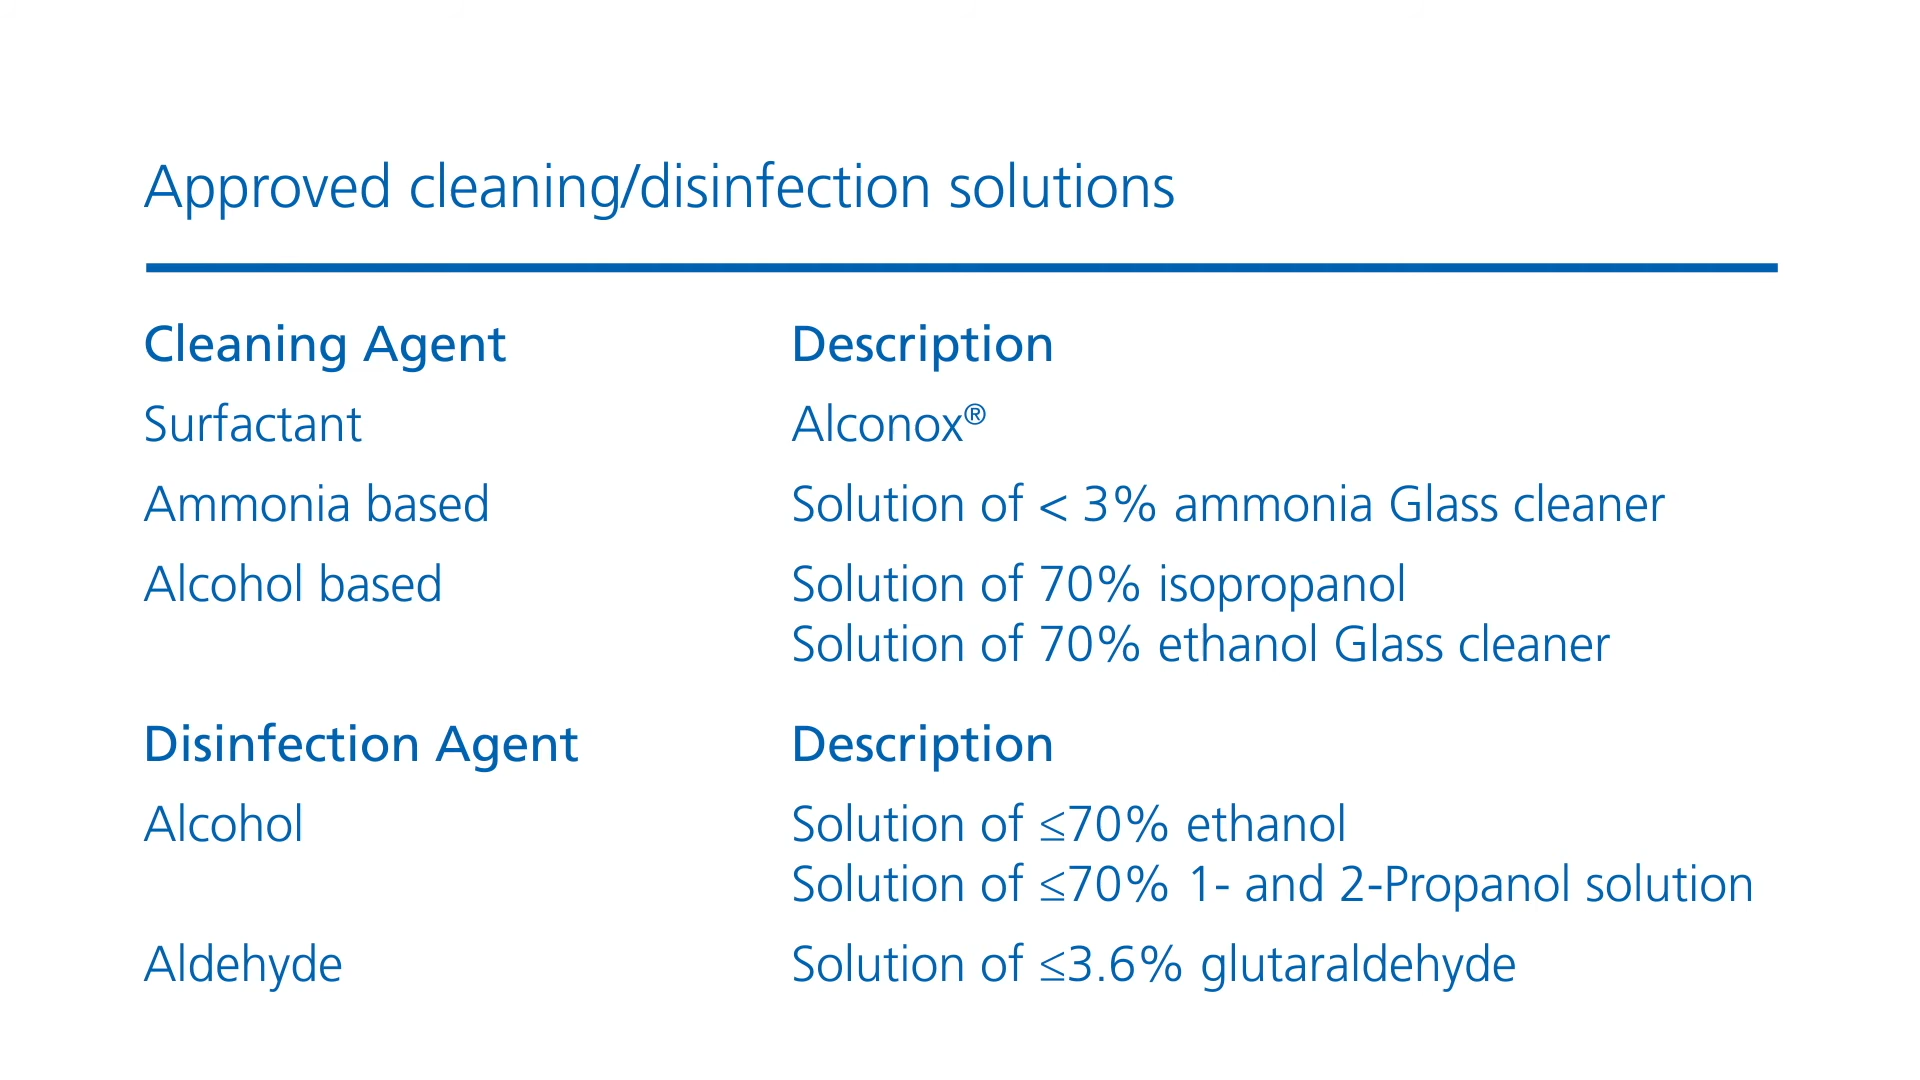 Approved cleaning/disinfection solutions
Cleaning Agent Description
Surfactant Alconox®
Ammonia based Solution of < 3% ammonia Glass cleaner
Alcohol based Solution of 70% isopropanol
Solution of 70% ethanol Glass cleaner
Disinfection Agent Description
Alcohol Solution of ≤70% ethanol
Solution of ≤70% 1- and 2-Propanol solution
Aldehyde Solution of ≤3.6% glutaraldehyde